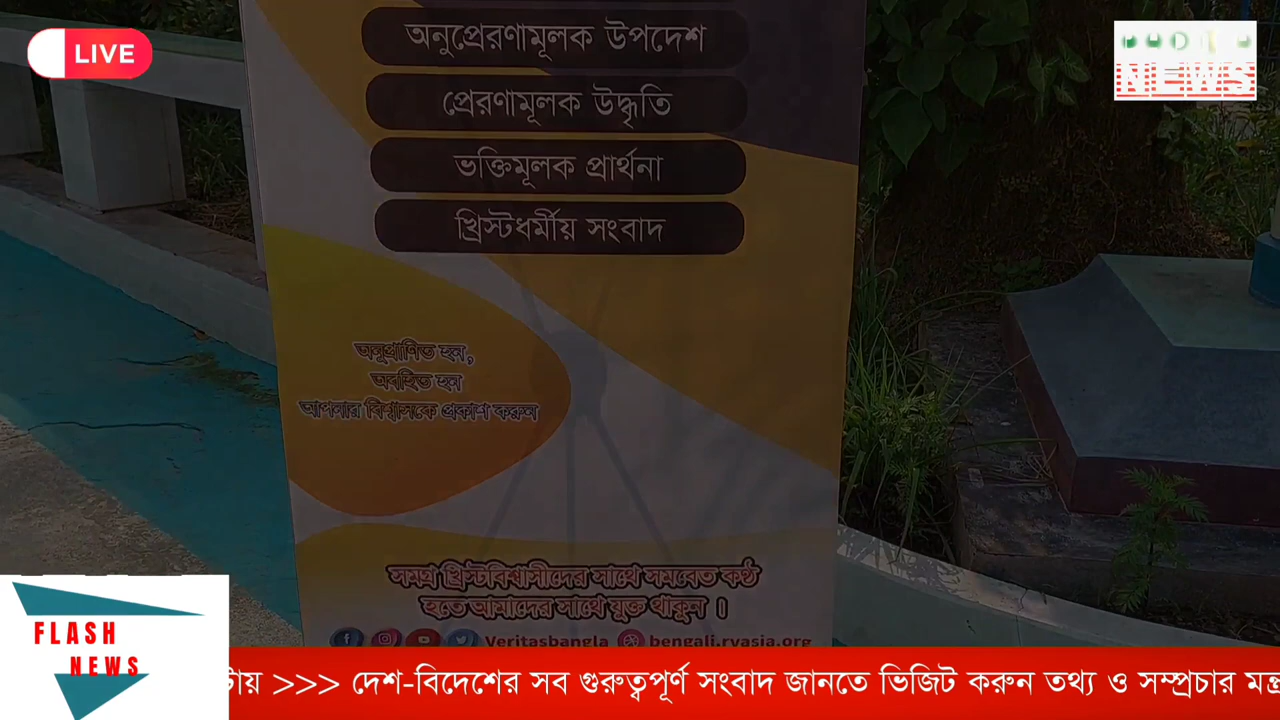 LIVE
NEWS
অনুপ্রেরণামূলক উপদেশ
প্রেরণামূলক উদ্ধৃতি
ভক্তিমূলক প্রার্থনা
খ্রিস্টধর্মীয় সংবাদ
অনুপ্রাণিত হন,
অবহিত হন
আপনার বিশ্বাসকে প্রকাশ করুন
সমগ্র খ্রিস্টবিশ্বাসীদের সাথে সমবেত কণ্ঠ
হতে আমাদের সাথে যুক্ত থাকুন ।
Veritasbangla bengali.rvasia.org
FLASH
NEWS
>>> দেশ-বিদেশের সব গুরুত্বপূর্ণ সংবাদ জানতে ভিজিট করুন তথ্য ও সম্প্রচার